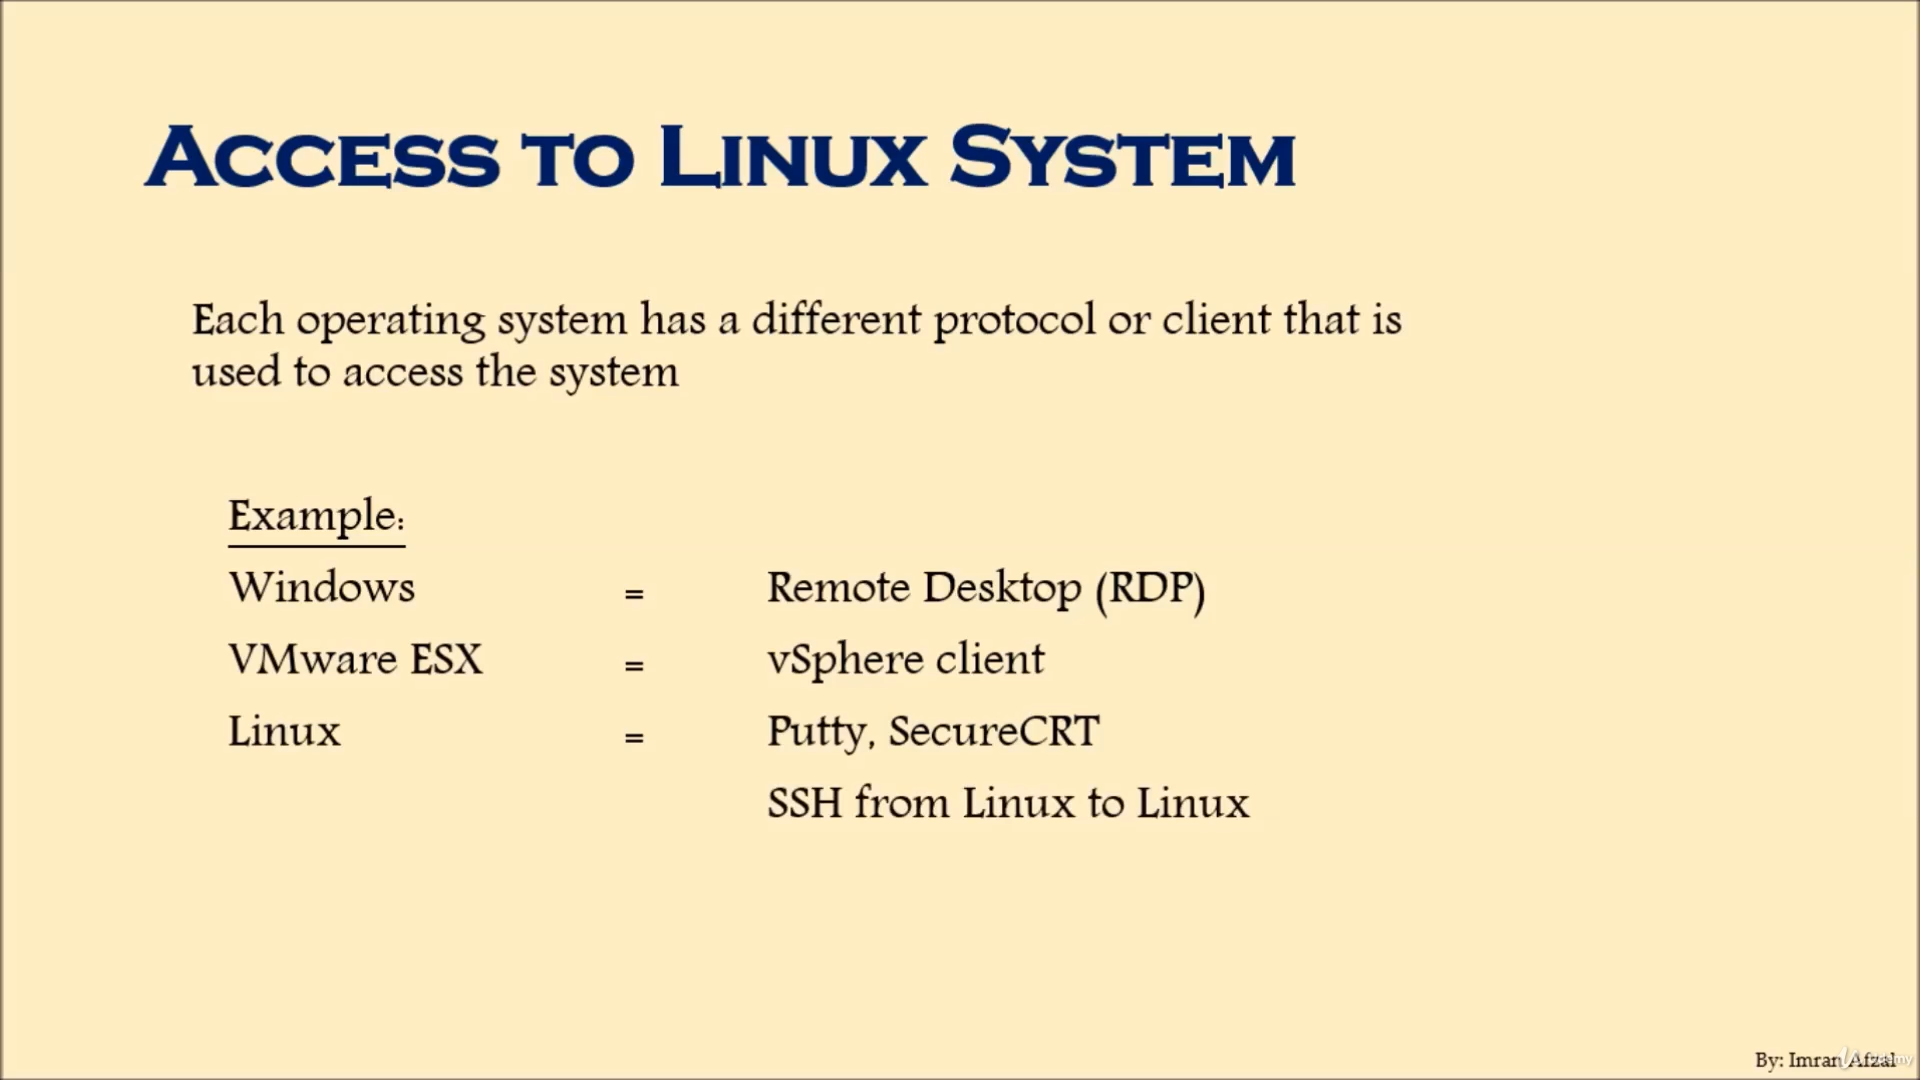 Access to Linux System
Each operating system has a different protocol or client that is
used to access the system
Example:
Windows = Remote Desktop (RDP)
VMware ESX = vSphere client
Linux = Putty, SecureCRT
SSH from Linux to Linux
By: Imran Afzal